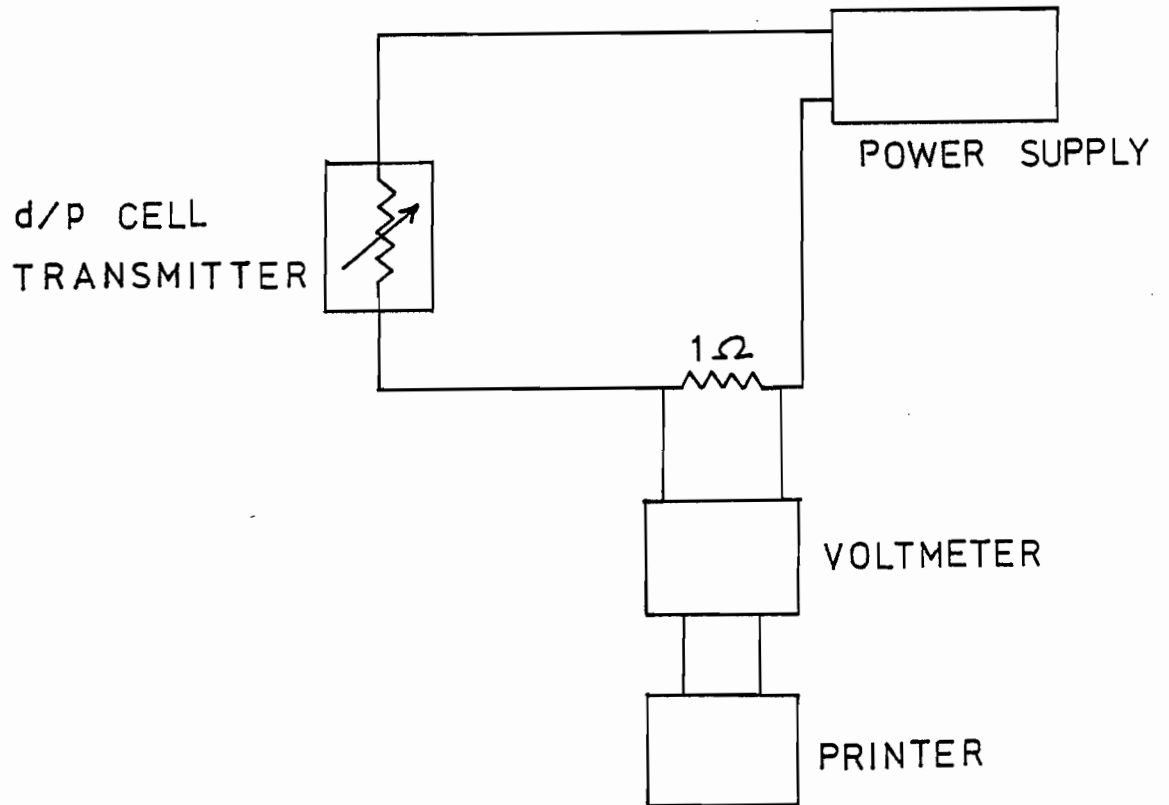 POWER SUPPLY
d/p CELL
TRANSMITTER
1Ω
VOLTMETER
PRINTER